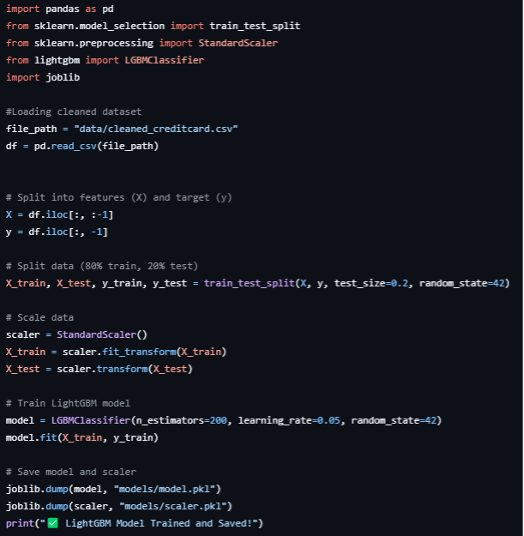 import pandas as pd
from sklearn.model_selection import train_test_split
from sklearn.preprocessing import StandardScaler
from lightgbm import LGBMClassifier
import joblib
#Loading cleaned dataset
file_path = "data/cleaned_creditcard.csv"
df = pd.read_csv(file_path)
# Split into features (X) and target (y)
X = df.iloc[:, :-1]
y = df.iloc[:, -1]
# Split data (80% train, 20% test)
X_train, X_test, y_train, y_test = train_test_split(X, y, test_size=0.2, random_state=42)
# Scale data
scaler = StandardScaler()
X_train = scaler.fit_transform(X_train)
X_test = scaler.transform(X_test)
# Train LightGBM model
model = LGBMClassifier(n_estimators=200, learning_rate=0.05, random_state=42)
model.fit(X_train, y_train)
# Save model and scaler
joblib.dump(model, "models/model.pkl")
joblib.dump(scaler, "models/scaler.pkl")
print("✅ LightGBM Model Trained and Saved!")